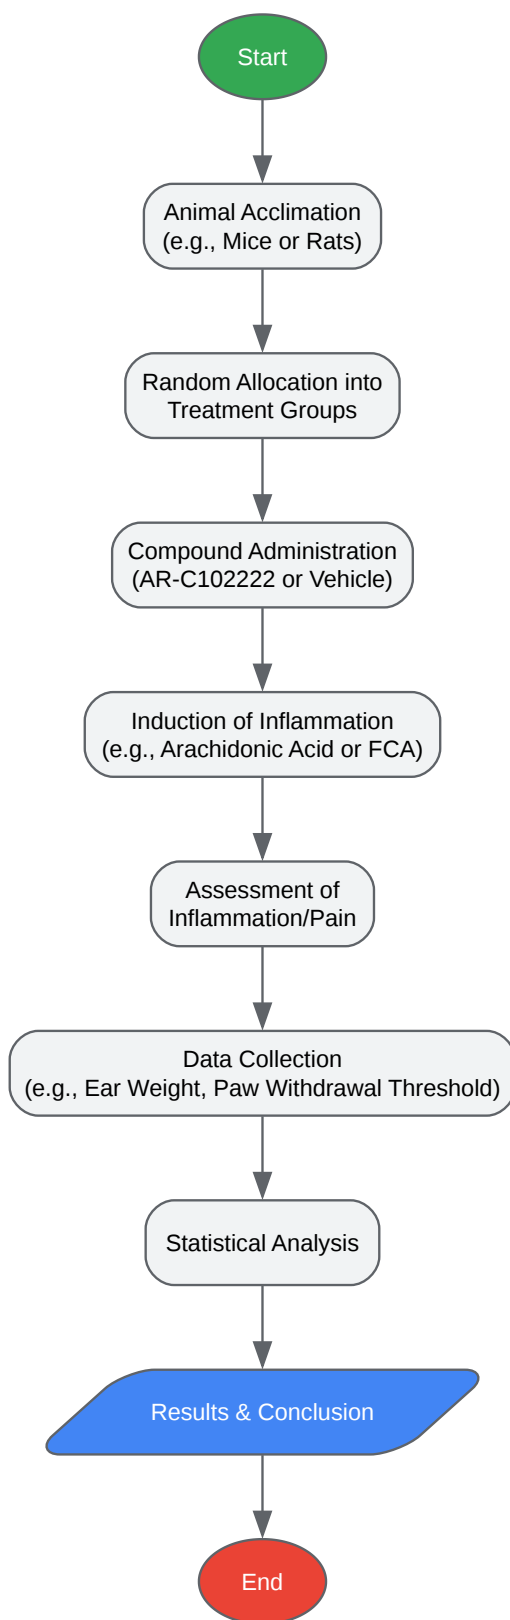 Start
Animal Acclimation
(e.g., Mice or Rats)
Random Allocation into
Treatment Groups
Compound Administration
(AR-C102222 or Vehicle)
Induction of Inflammation
(e.g., Arachidonic Acid or FCA)
Assessment of
Inflammation/Pain
Data Collection
(e.g., Ear Weight, Paw Withdrawal Threshold)
Statistical Analysis
Results & Conclusion
End